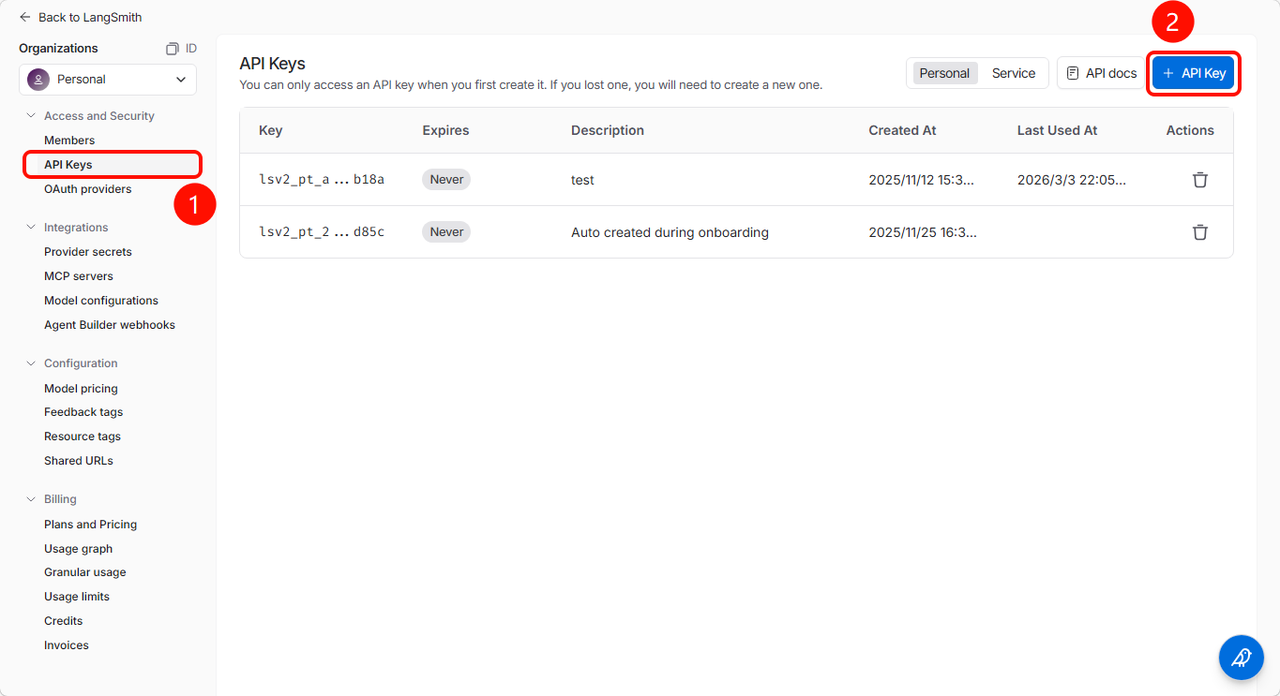 Back to LangSmith
Organizations ID
Personal
Access and Security
Members
API Keys
OAuth providers
1
Integrations
Provider secrets
MCP servers
Model configurations
Agent Builder webhooks
Configuration
Model pricing
Feedback tags
Resource tags
Shared URLs
Billing
Plans and Pricing
Usage graph
Granular usage
Usage limits
Credits
Invoices
2
API Keys
You can only access an API key when you first create it. If you lost one, you will need to create a new one.
Personal Service API docs + API Key
Key Expires Description Created At Last Used At Actions
lsv2_pt_a...b18a Never test 2025/11/12 15:3... 2026/3/3 22:05...
lsv2_pt_2...d85c Never Auto created during onboarding 2025/11/25 16:3...